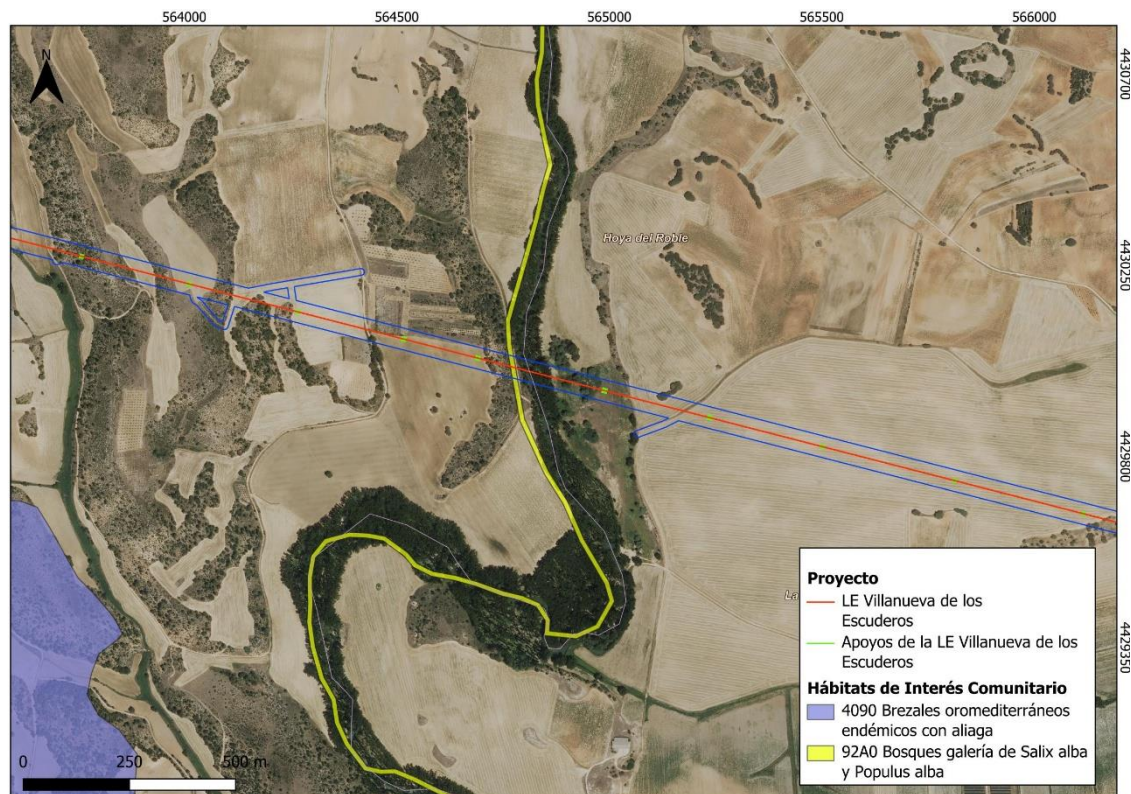 564000
564500
565000
565500
566000
N
4430700
Hoya del Roble
4430250
4429800
La
4429350
Proyecto
LE Villanueva de los
Escuderos
Apoyos de la LE Villanueva de los
Escuderos
Hábitats de Interés Comunitario
4090 Brezales oromediterráneos
endémicos con aliaga
92A0 Bosques galería de Salix alba
y Populus alba
0 250 500 m